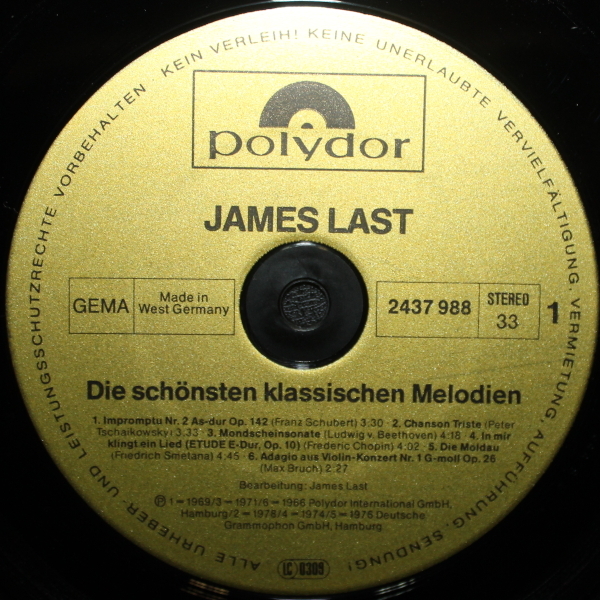 ALLE URHEBER- UND LEISTUNGSSCHUTZRECHTE VORBEHALTEN · KEIN VERLEIH! KEINE UNERLAUBTE VERVIELFÄLTIGUNG, VERMIETUNG, AUFFÜHRUNG, SENDUNG!
polydor
JAMES LAST
GEMA
Made in
West Germany
2437 988
STEREO
33
1
Die schönsten klassischen Melodien
1. Impromptu Nr. 2 As-dur Op. 142 (Franz Schubert) 3:30 · 2. Chanson Triste (Peter
Tschaikowsky) 3:33 · 3. Mondscheinsonate (Ludwig v. Beethoven) 4:18 · 4. In mir
klingt ein Lied (ETUDE E-Dur, Op. 10) (Frederic Chopin) 4:02 · 5. Die Moldau
(Friedrich Smetana) 4:45 · 6. Adagio aus Violin-Konzert Nr. 1 G-moll Op. 26
(Max Bruch) 2:27
Bearbeitung: James Last
Ⓟ 1 – 1969/3 – 1971/6 – 1966 Polydor International GmbH,
Hamburg/2 – 1978/4 – 1974/5 – 1976 Deutsche
Grammophon GmbH, Hamburg
LC 0309